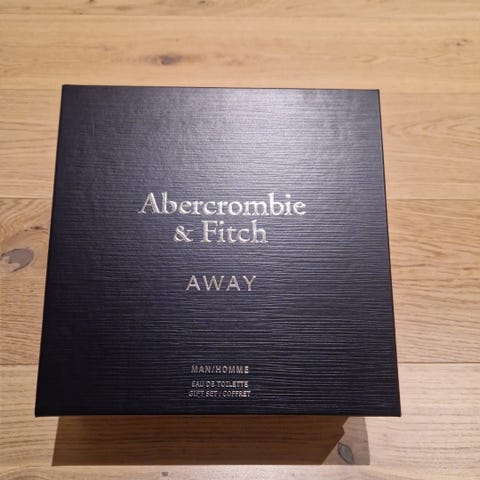 Abercrombie
& Fitch
AWAY
MAN/HOMME
EAU DE TOILETTE
GIFT SET / COFFRET